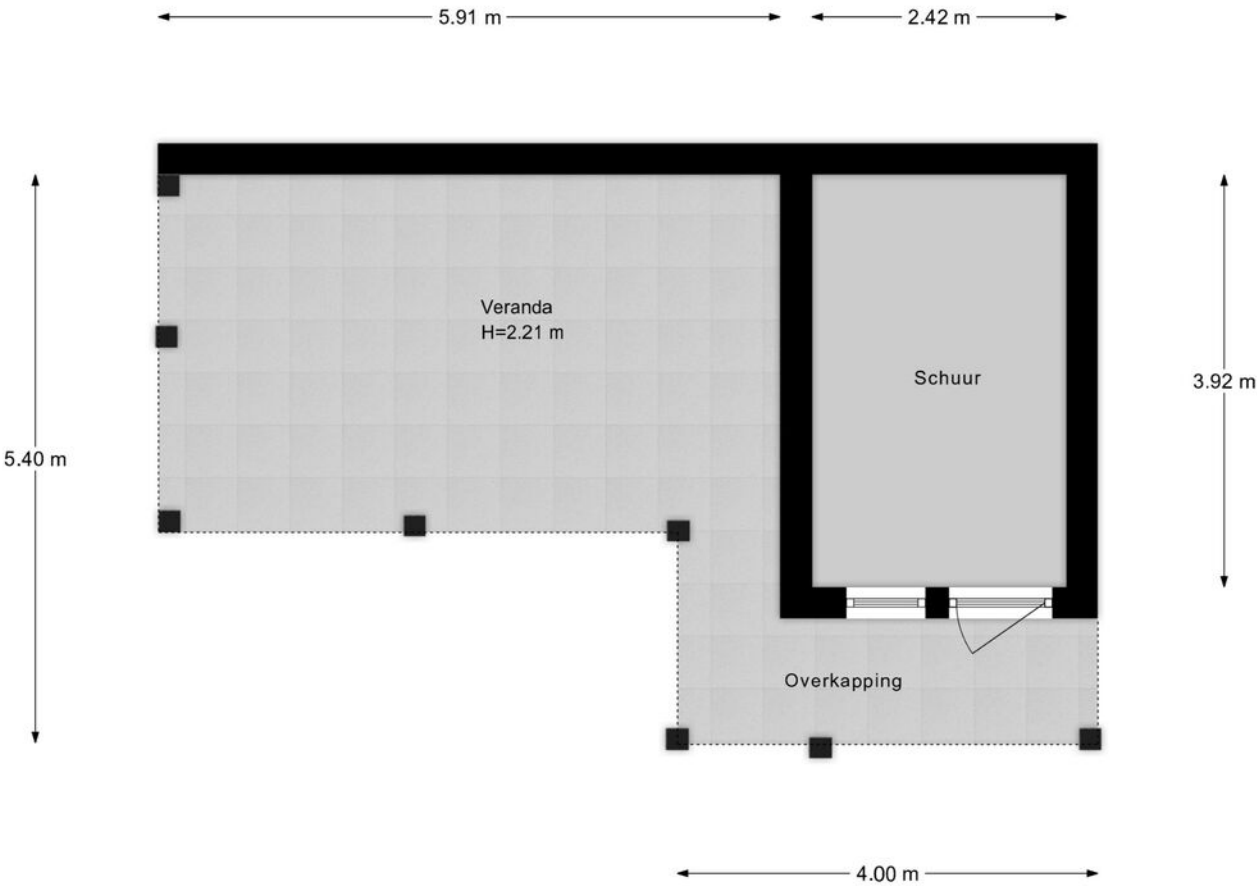 5.91 m
2.42 m
Veranda
H=2.21 m
Schuur
3.92 m
5.40 m
Overkapping
4.00 m